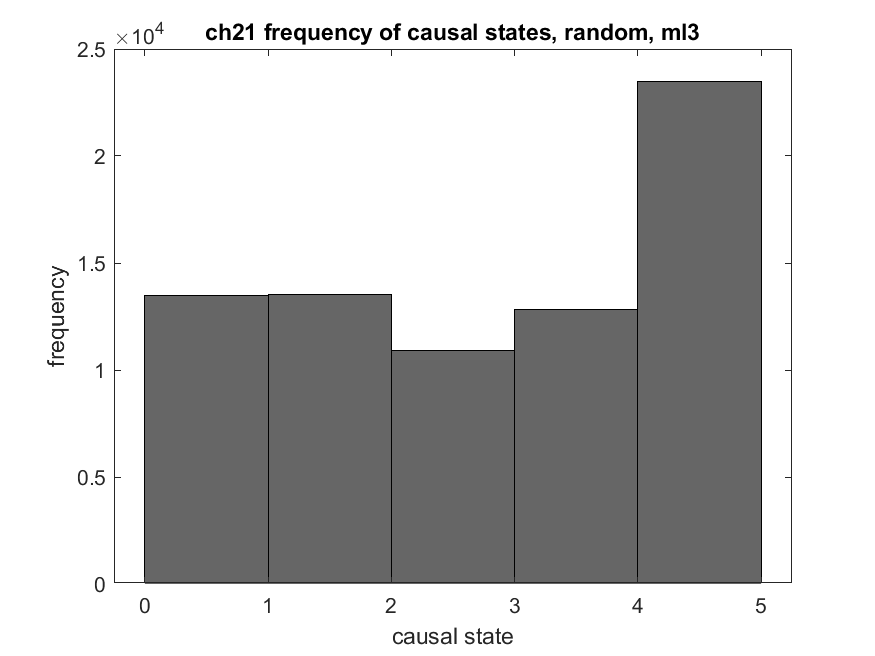 ch21 frequency of causal states, random, ml3
×10^4
2.5
2
1.5
1
0.5
0
frequency
0 1 2 3 4 5
causal state